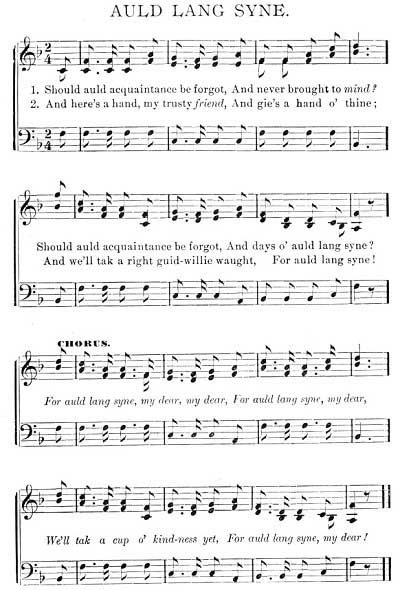 AULD LANG SYNE.
1. Should auld acquaintance be forgot, And never brought to mind?
2. And here's a hand, my trusty friend, And gie's a hand o' thine;
Should auld acquaintance be forgot, And days o' auld lang syne?
And we'll tak a right guid-willie waught, For auld lang syne!
CHORUS.
For auld lang syne, my dear, my dear, For auld lang syne, my dear,
We'll tak a cup o' kind-ness yet, For auld lang syne, my dear!